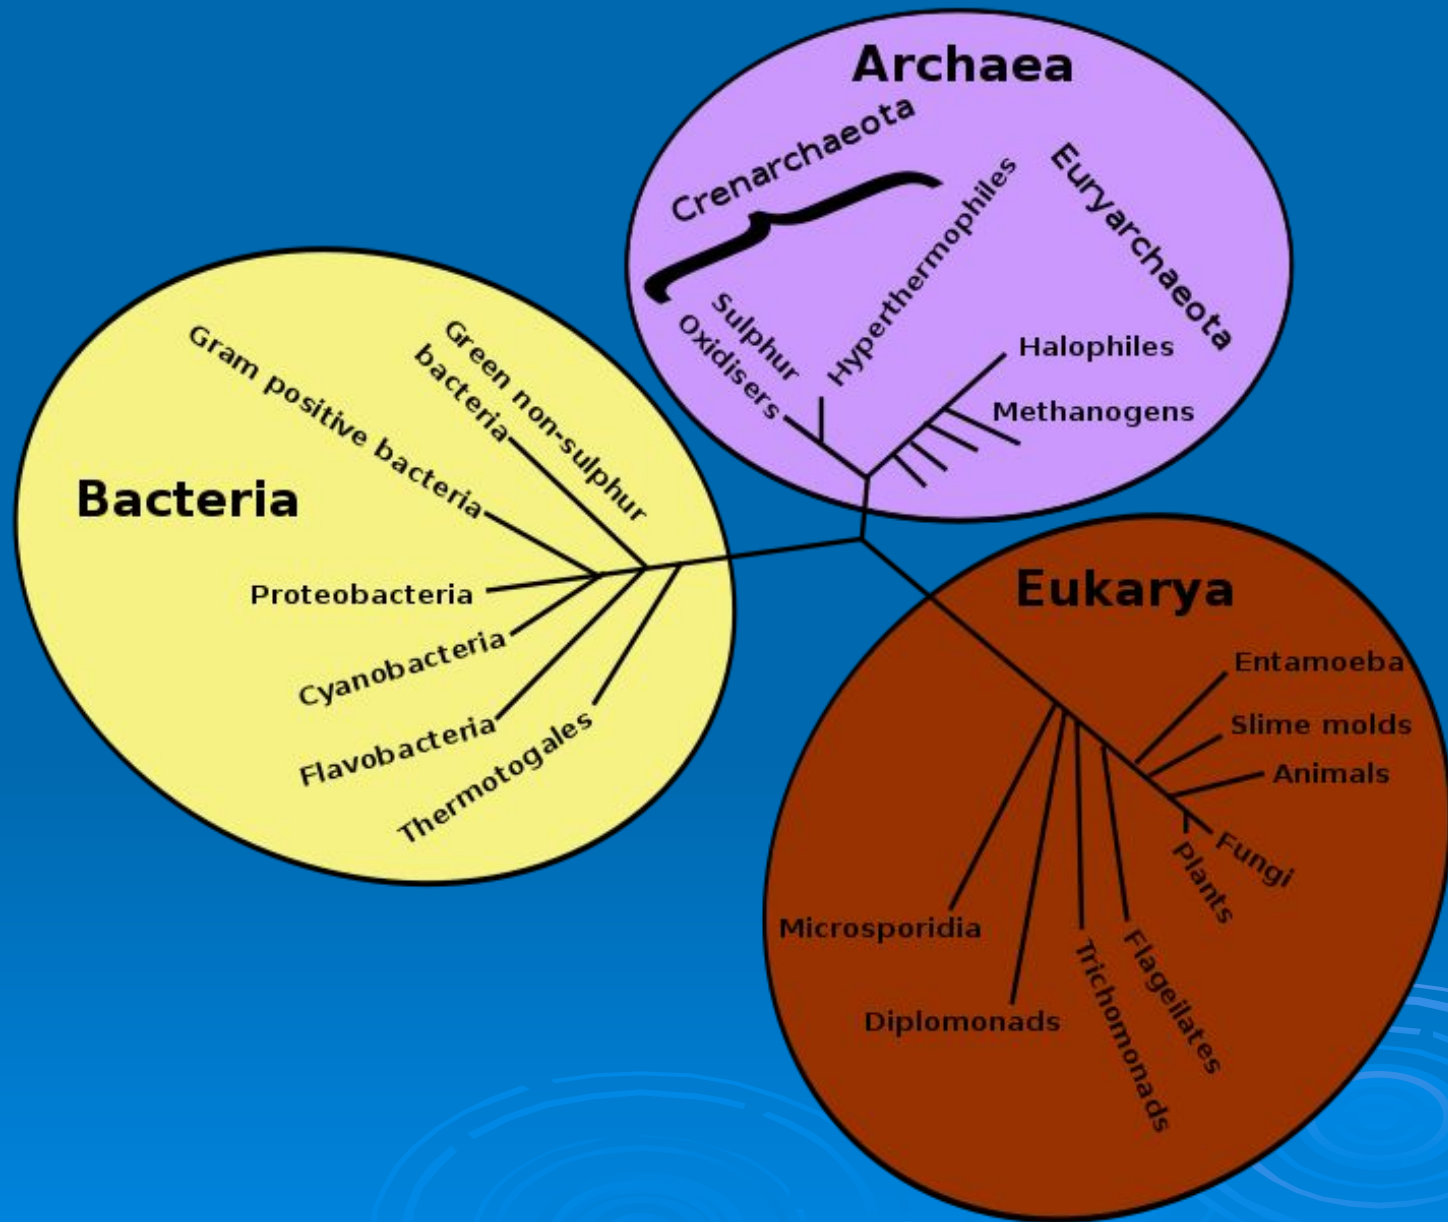 Archaea
Crenarchaeota
Euryarchaeota
Sulphur
Oxidisers
Hyperthermophiles
Halophiles
Methanogens
Bacteria
Green non-sulphur
bacteria
Gram positive bacteria
Proteobacteria
Cyanobacteria
Flavobacteria
Thermotogales
Eukarya
Entamoeba
Slime molds
Animals
Fungi
Plants
Flageilates
Trichomonads
Microsporidia
Diplomonads